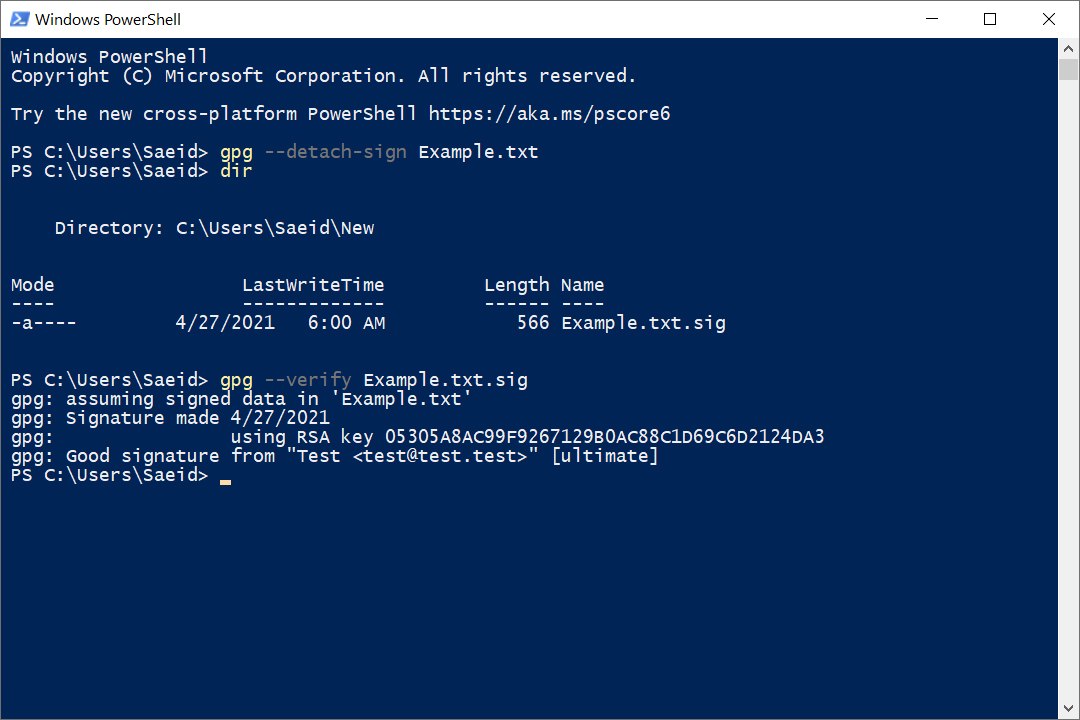 Windows PowerShell
Windows PowerShell
Copyright (C) Microsoft Corporation. All rights reserved.
Try the new cross-platform PowerShell https://aka.ms/pscore6
PS C:\Users\Saeid> gpg --detach-sign Example.txt
PS C:\Users\Saeid> dir
Directory: C:\Users\Saeid\New
Mode LastWriteTime Length Name
---- ------------- ------ ----
-a---- 4/27/2021 6:00 AM 566 Example.txt.sig
PS C:\Users\Saeid> gpg --verify Example.txt.sig
gpg: assuming signed data in 'Example.txt'
gpg: Signature made 4/27/2021
gpg: using RSA key 05305A8AC99F9267129B0AC88C1D69C6D2124DA3
gpg: Good signature from "Test <test@test.test>" [ultimate]
PS C:\Users\Saeid>